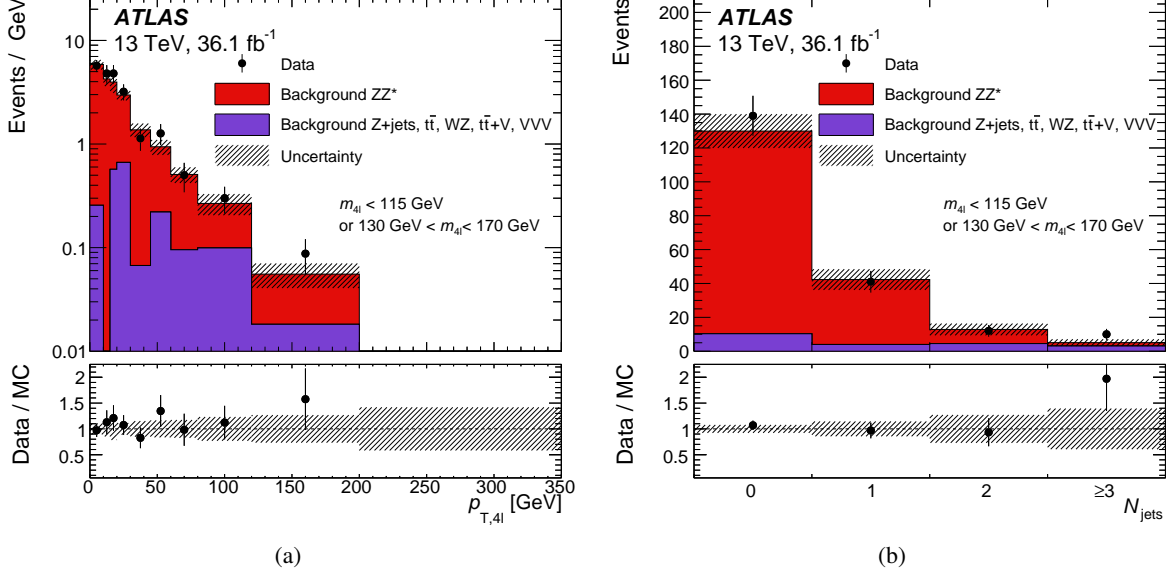 ATLAS
13 TeV, 36.1 fb-1
Data
Background ZZ*
Background Z+jets, tt̄, WZ, tt̄+V, VVV
Uncertainty
m4l < 115 GeV
or 130 GeV < m4l< 170 GeV
Events / GeV
10
1
0.1
0.01
Data / MC
2
1.5
1
0.5
0 50 100 150 200 250 300 350
pT,4l [GeV]
(a)
ATLAS
13 TeV, 36.1 fb-1
Data
Background ZZ*
Background Z+jets, tt̄, WZ, tt̄+V, VVV
Uncertainty
m4l < 115 GeV
or 130 GeV < m4l< 170 GeV
Events
200
180
160
140
120
100
80
60
40
20
0
Data / MC
2
1.5
1
0.5
0 1 2 ≥3
Njets
(b)